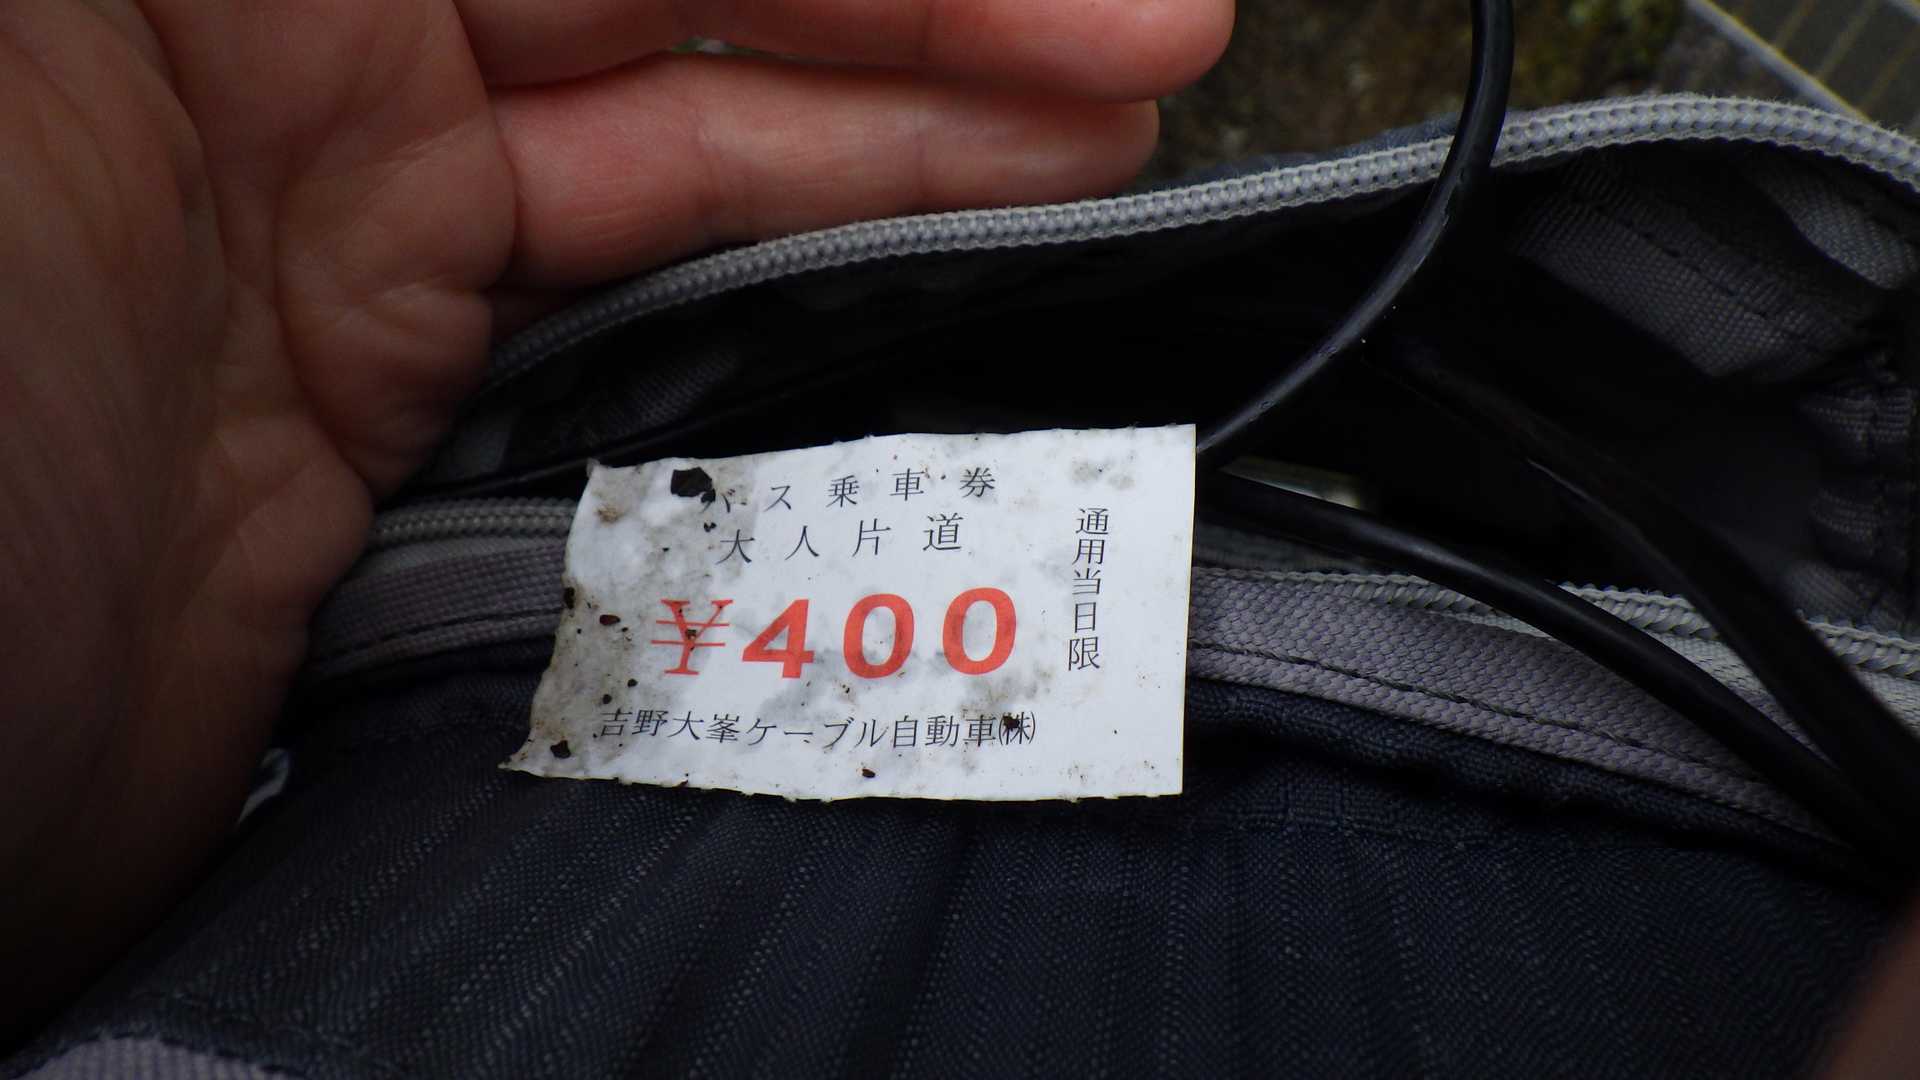 バス乗車券
大人片道
¥400
通用当日限
吉野大峯ケーブル自動車㈱